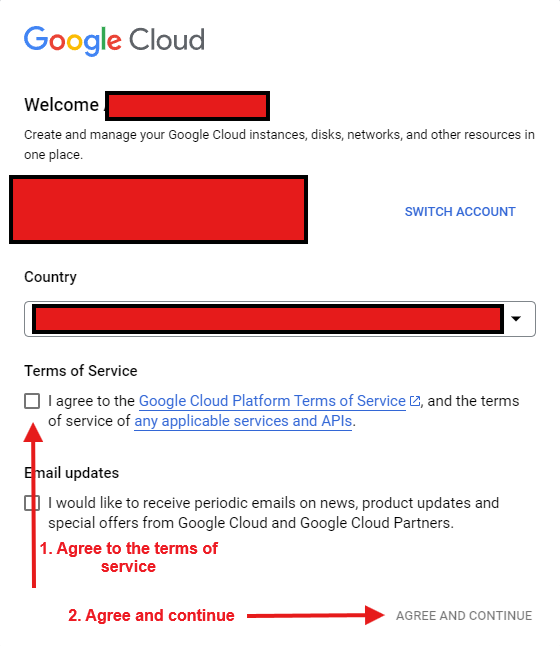 Google Cloud
Welcome
Create and manage your Google Cloud instances, disks, networks, and other resources in
one place.
SWITCH ACCOUNT
Country
Terms of Service
I agree to the Google Cloud Platform Terms of Service, and the terms
of service of any applicable services and APIs.
Email updates
I would like to receive periodic emails on news, product updates and
special offers from Google Cloud and Google Cloud Partners.
1. Agree to the terms of
service
2. Agree and continue
AGREE AND CONTINUE